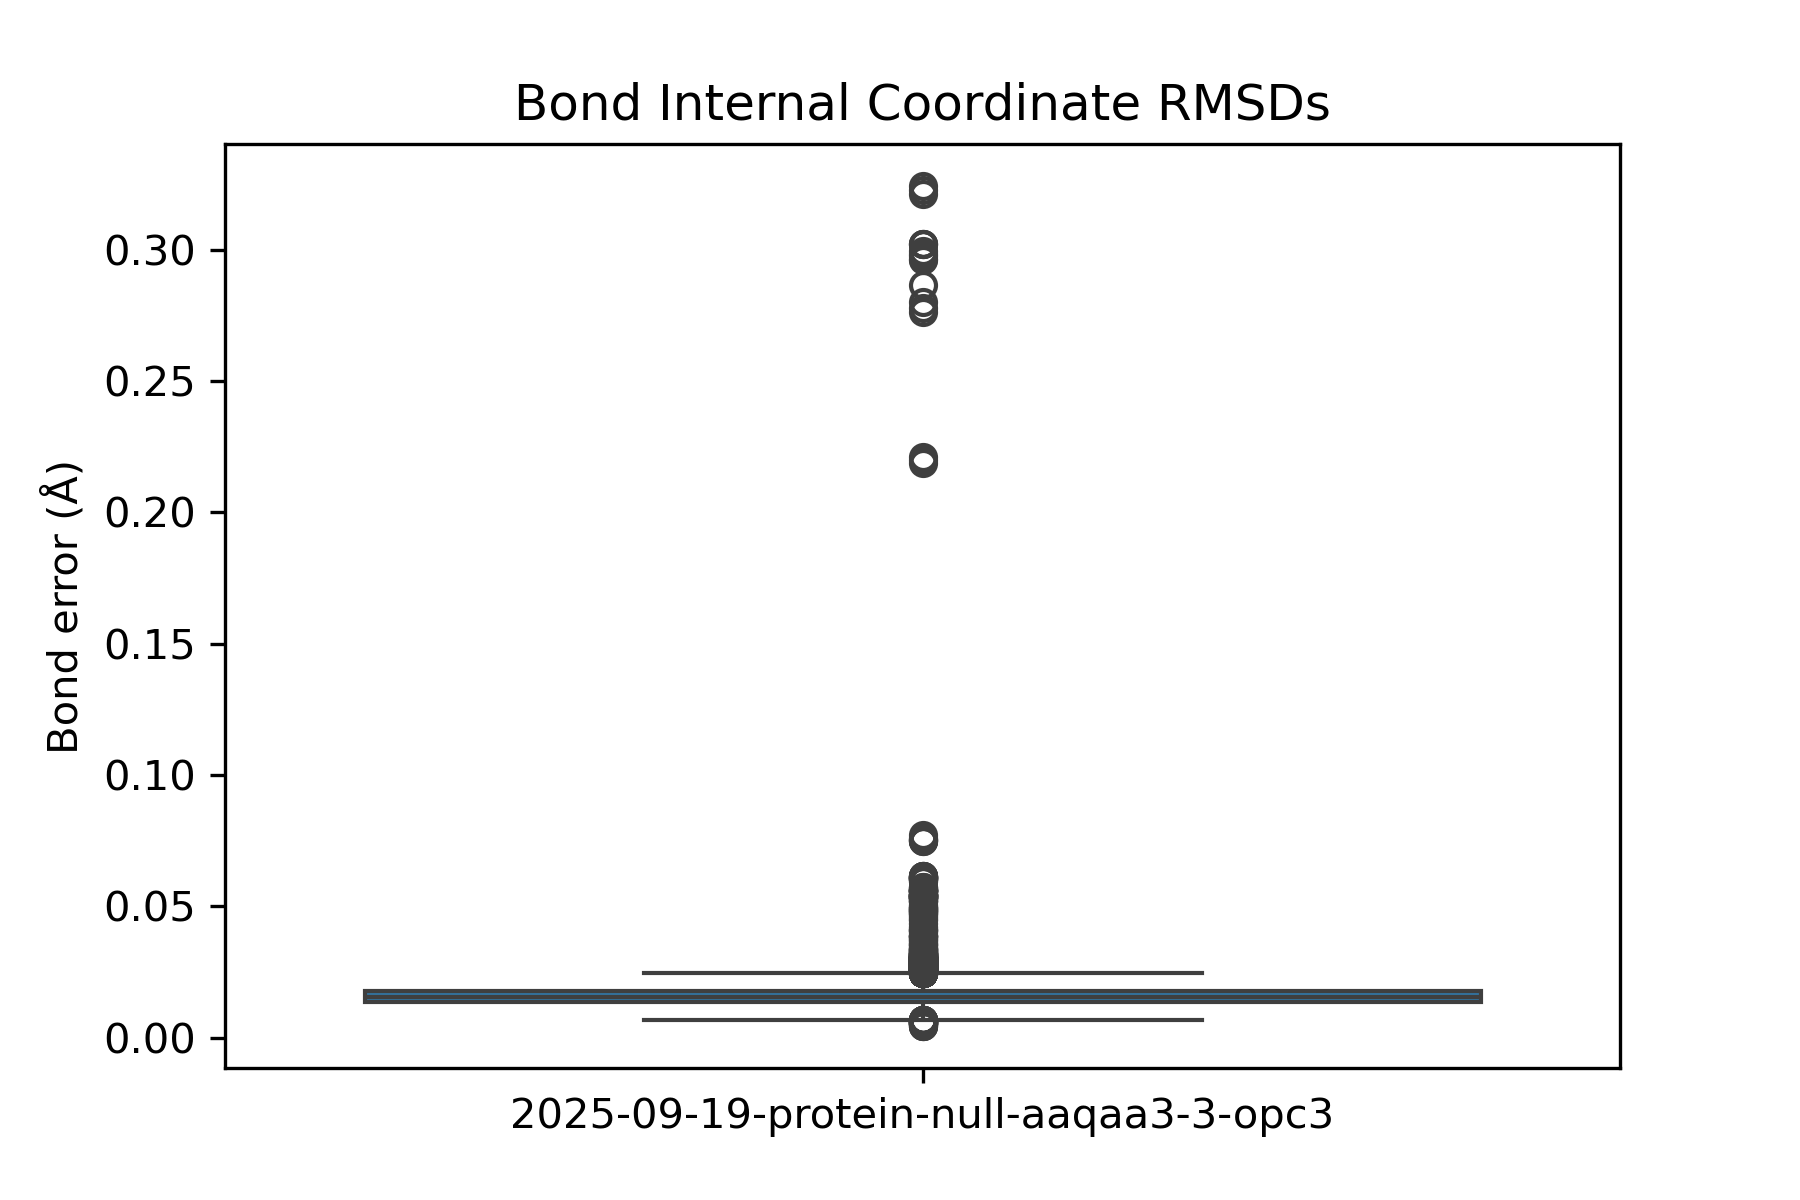 Bond Internal Coordinate RMSDs
Bond error (Å)
0.30
0.25
0.20
0.15
0.10
0.05
0.00
2025-09-19-protein-null-aaqaa3-3-opc3